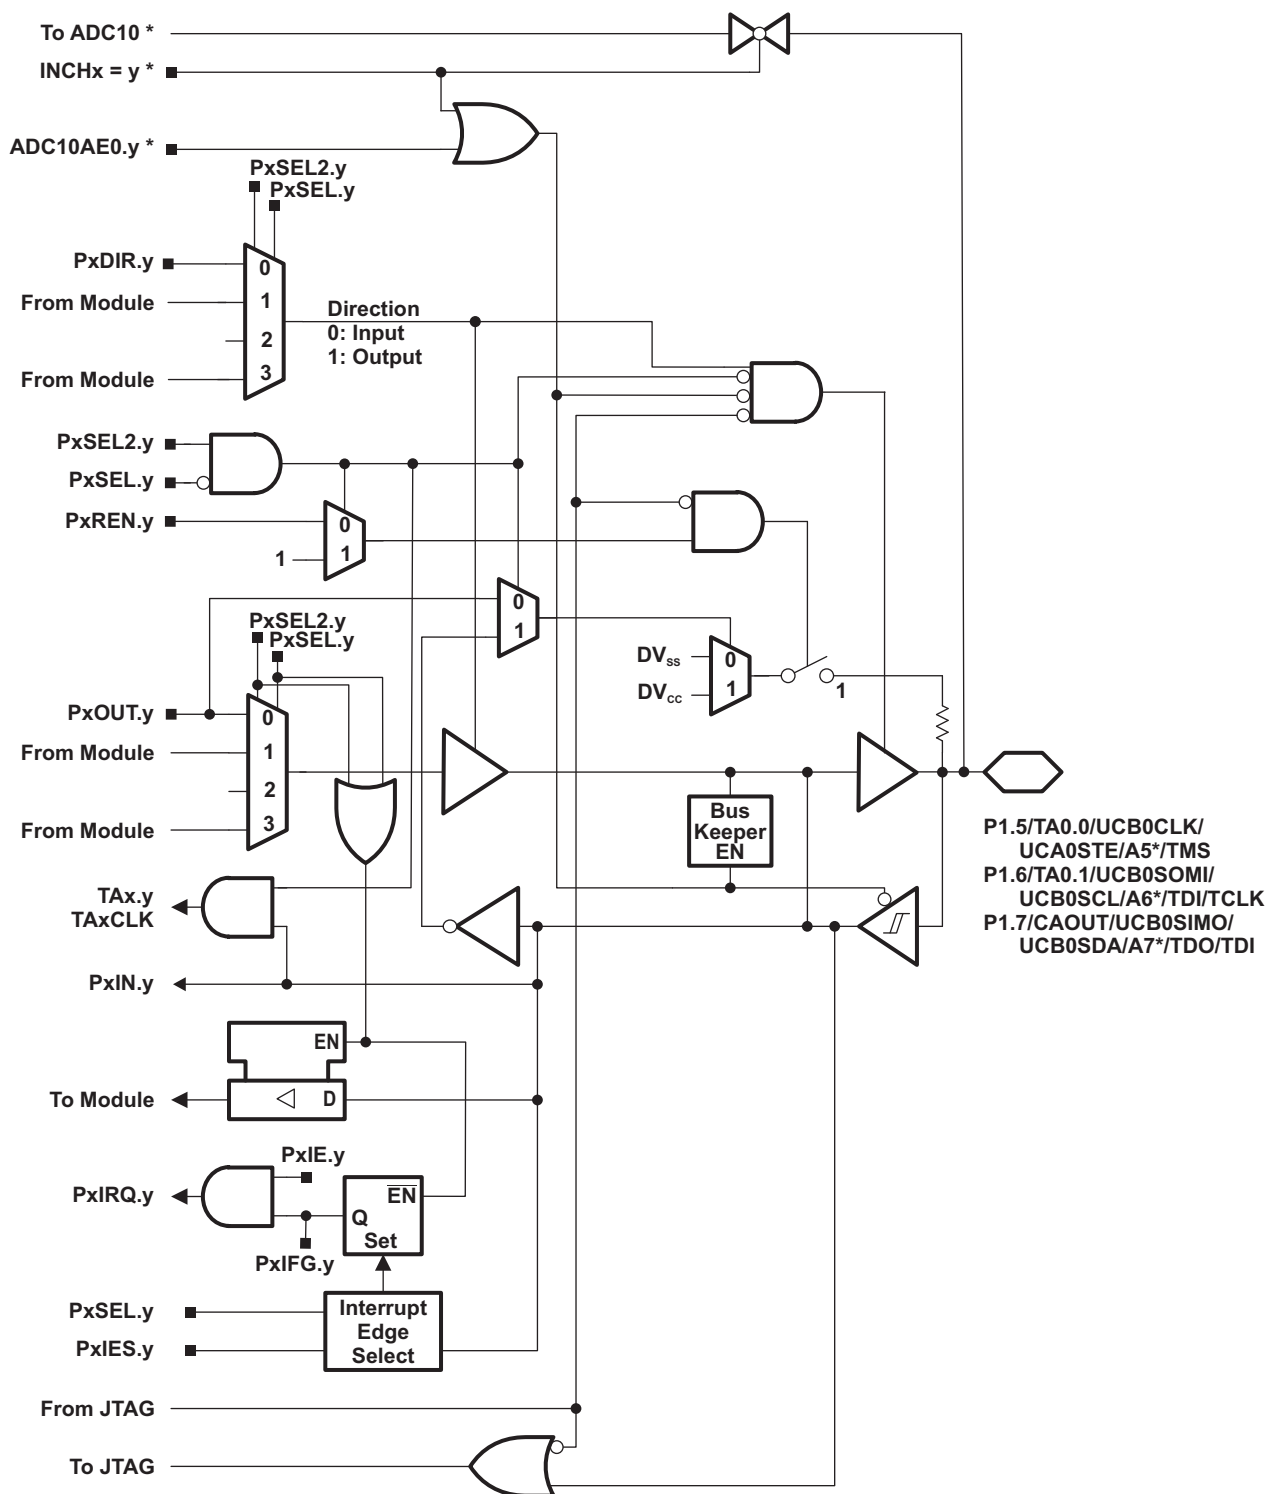 To ADC10 *
INCHx = y *
ADC10AE0.y *
PxSEL2.y
PxSEL.y
PxDIR.y
0
From Module
1
Direction
0: Input
1: Output
2
From Module
3
PxSEL2.y
PxSEL.y
PxREN.y
0
1
1
0
1
PxSEL2.y
PxSEL.y
DVSS
0
DVCC
1
1
PxOUT.y
0
From Module
1
2
From Module
3
Bus
Keeper
EN
P1.5/TA0.0/UCB0CLK/
UCA0STE/A5*/TMS
P1.6/TA0.1/UCB0SOMI/
UCB0SCL/A6*/TDI/TCLK
P1.7/CAOUT/UCB0SIMO/
UCB0SDA/A7*/TDO/TDI
TAx.y
TAxCLK
PxIN.y
EN
To Module
D
PxIE.y
PxIRQ.y
EN
Q
Set
PxIFG.y
PxSEL.y
PxIES.y
Interrupt
Edge
Select
From JTAG
To JTAG